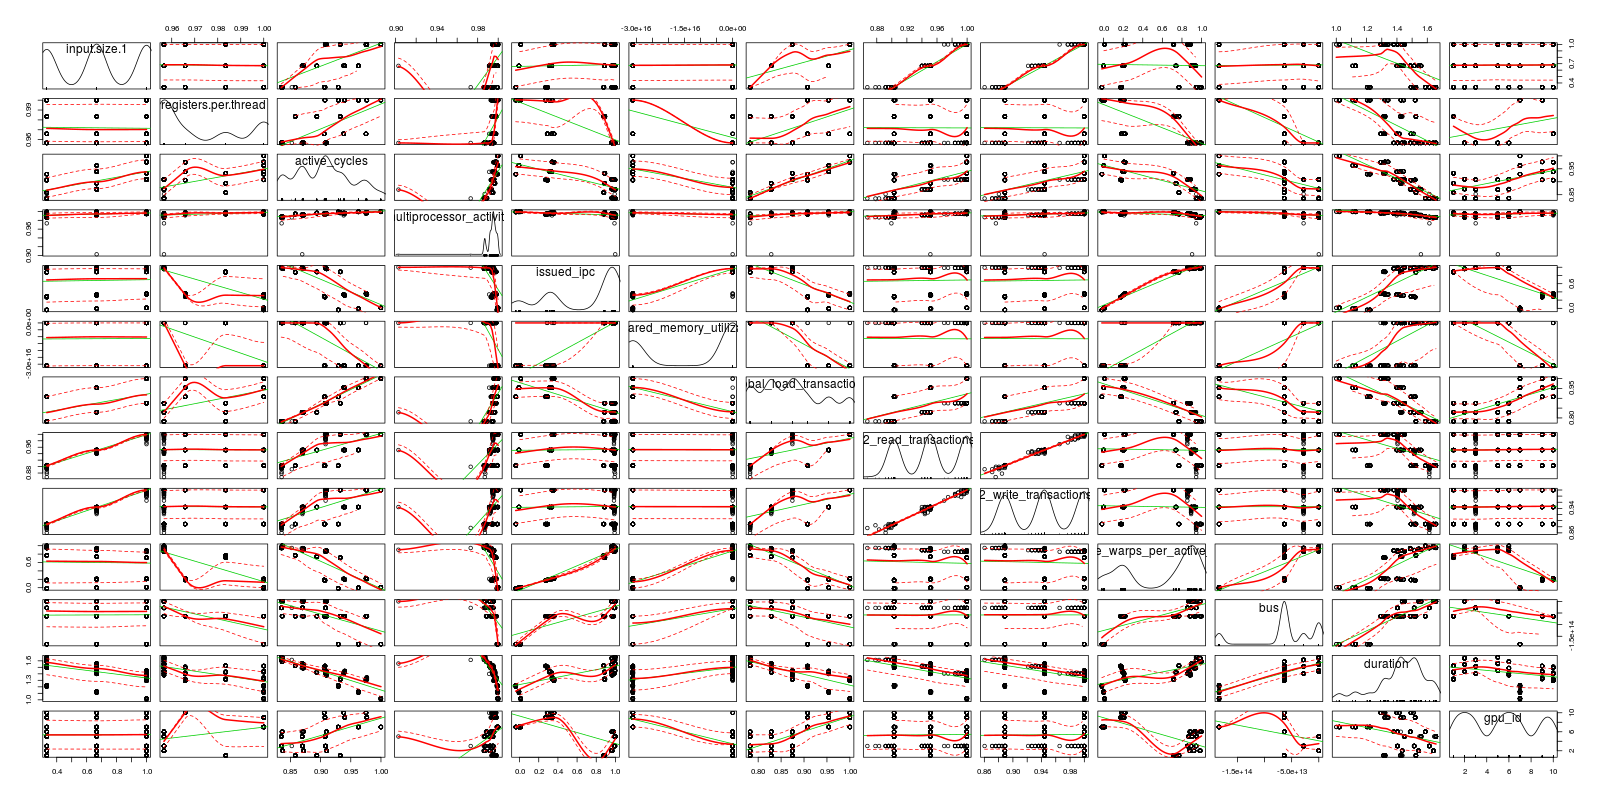 0.96 0.97 0.98 0.99 1.00 0.90 0.94 0.98 -3.0e+16 -1.5e+16 0.0e+00 0.88 0.92 0.96 1.00 0.0 0.2 0.4 0.6 0.8 1.0 1.0 1.2 1.4 1.6
input.size.1
0.4 0.7 1.0
registers.per.thread
0.96 0.99
active_cycles
0.85 0.95
ultiprocessor_activit
0.90 0.96
issued_ipc
0.0 0.6
ared_memory_utiliz
-3.0e+16 0.0e+00
bal_load_transactio
0.80 0.95
2_read_transactions
0.88 0.96
2_write_transactions
0.86 0.94
e_warps_per_active_
0.0 0.6
bus
-1.5e+14
duration
1.0 1.3 1.6
gpu_id
2 6 10
0.4 0.6 0.8 1.0 0.85 0.90 0.95 1.00 0.0 0.2 0.4 0.6 0.8 1.0 0.80 0.85 0.90 0.95 1.00 0.86 0.90 0.94 0.98 -1.5e+14 -5.0e+13 2 4 6 8 10